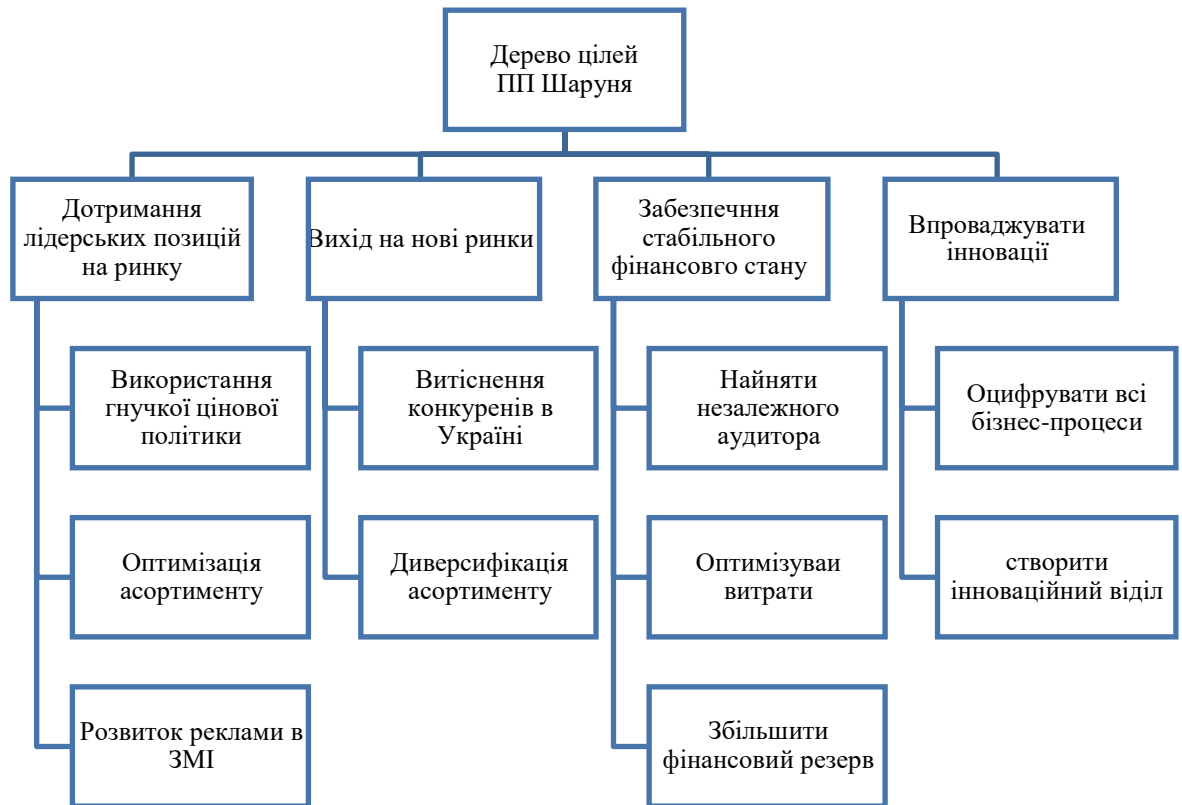 Дерево цілей
ПП Шаруня
Дотримання
лідерських позицій
на ринку
Вихід на нові ринки
Забезпечння
стабільного
фінансовго стану
Впроваджувати
інновації
Використання
гнучкої цінової
політики
Витіснення
конкуренів в
Україні
Найняти
незалежного
аудитора
Оцифрувати всі
бізнес-процеси
Оптимізація
асортименту
Диверсифікація
асортименту
Оптимізуваи
витрати
створити
інноваційний віділ
Розвиток реклами в
ЗМІ
Збільшити
фінансовий резерв